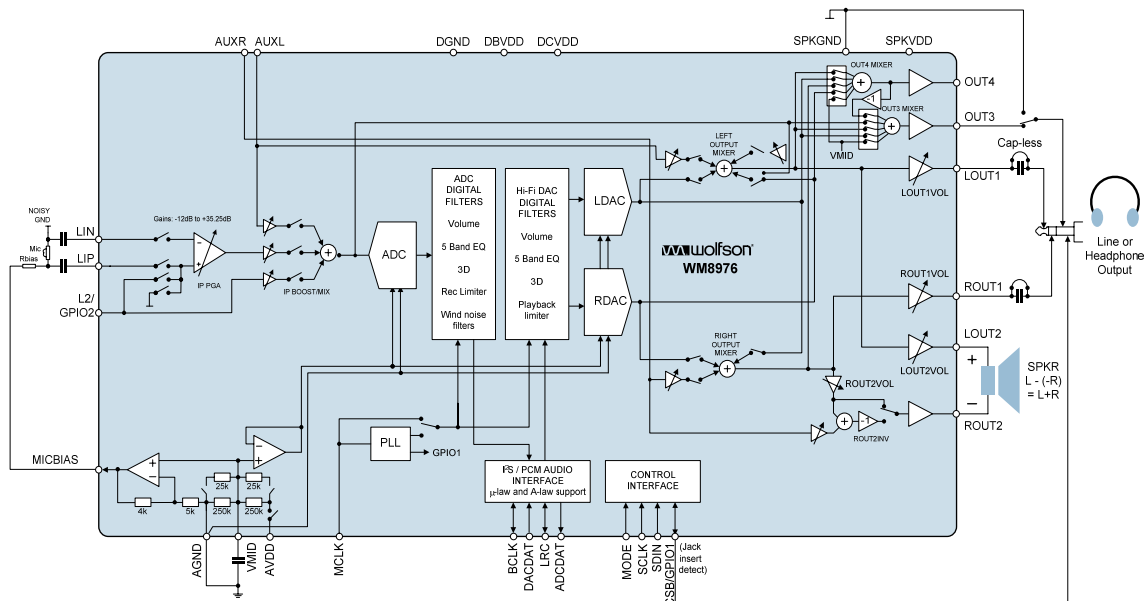 AUXR AUXL DGND DBVDD DCVDD SPKGND SPKVDD
OUT4 MIXER
OUT4
-1
OUT3 MIXER
OUT3
VMID
LEFT
OUTPUT
MIXER
Cap-less
LOUT1VOL
LOUT1
ADC
DIGITAL
FILTERS
Volume
5 Band EQ
3D
Rec Limiter
Wind noise
filters
Hi-Fi DAC
DIGITAL
FILTERS
Volume
5 Band EQ
3D
Playback
limiter
LDAC
RDAC
ADC
wolfson
WM8976
NOISY
GND
Mic
Rbias
LIN
LIP
L2/
GPIO2
Gains: -12dB to +35.25dB
IP PGA
IP BOOST/MIX
Line or
Headphone
Output
ROUT1VOL
ROUT1
RIGHT
OUTPUT
MIXER
LOUT2
LOUT2VOL
ROUT2VOL
SPKR
L - (-R)
= L+R
-1
ROUT2INV
ROUT2
MICBIAS
PLL
GPIO1
25k 25k
4k 5k 250k 250k
I²S / PCM AUDIO
INTERFACE
μ-law and A-law support
CONTROL
INTERFACE
AGND
VMID
AVDD
MCLK
BCLK
DACDAT
LRC
ADCDAT
MODE
SCLK
SDIN
CSB/GPIO1
(Jack
insert
detect)